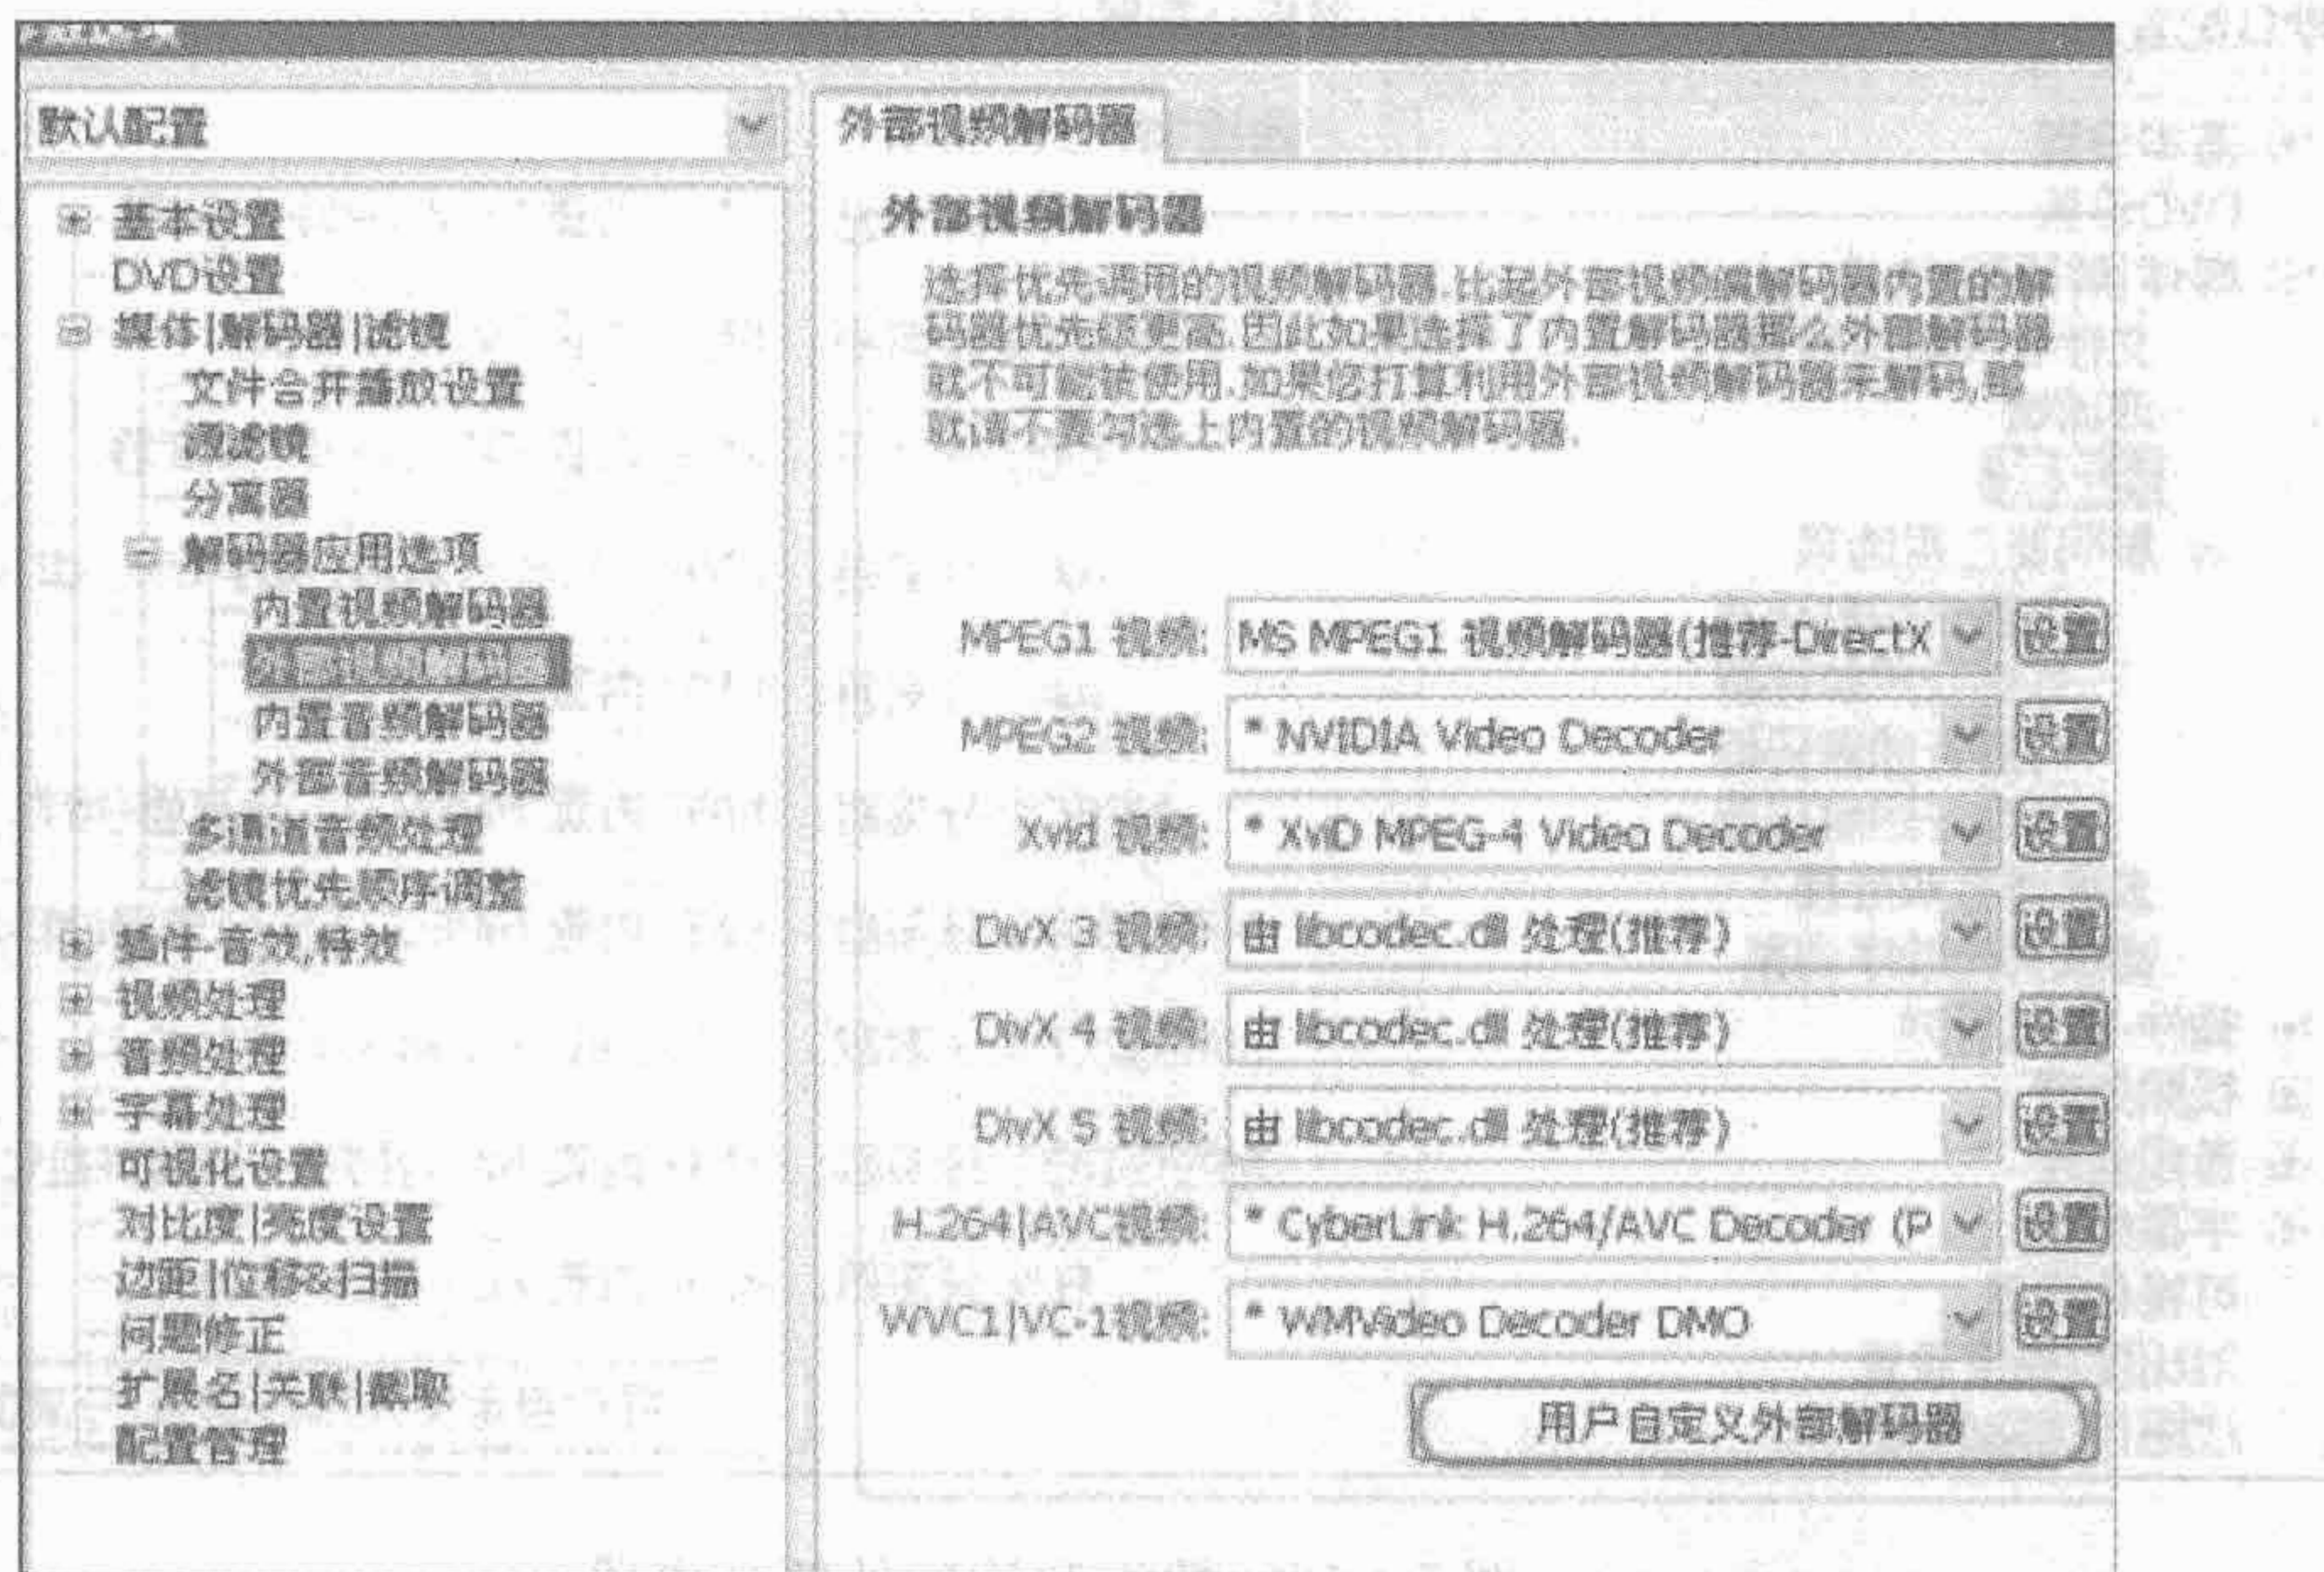 默认配置
基本设置
DVD设置
媒体|解码器|滤镜
文件合并播放设置
源滤镜
分离器
解码器应用选项
内置视频解码器
外部视频解码器
内置音频解码器
外部音频解码器
多通道音频处理
滤镜优先顺序调整
插件-音效,特效
视频处理
音频处理
字幕处理
可视化设置
对比度|亮度设置
边距|位移&扫描
问题修正
扩展名|关联|截取
配置管理
外部视频解码器
外部视频解码器
选择优先调用的视频解码器.比起外部视频编解码器内置的解
码器优先级更高.因此如果选择了内置解码器那么外部解码器
就不可能被使用.如果您打算利用外部视频解码器来解码,那
就请不要勾选上内置的视频解码器.
MPEG1 视频: MS MPEG1 视频解码器(推荐-DirectX 设置
MPEG2 视频: * NVIDIA Video Decoder 设置
Xvid 视频: * XviD MPEG-4 Video Decoder 设置
DivX 3 视频: 由 libcodec.dll 处理(推荐) 设置
DivX 4 视频: 由 libcodec.dll 处理(推荐) 设置
DivX 5 视频: 由 libcodec.dll 处理(推荐) 设置
H.264|AVC视频: * CyberLink H.264/AVC Decoder (P 设置
WVC1|VC-1视频: * WMVideo Decoder DMO 设置
用户自定义外部解码器